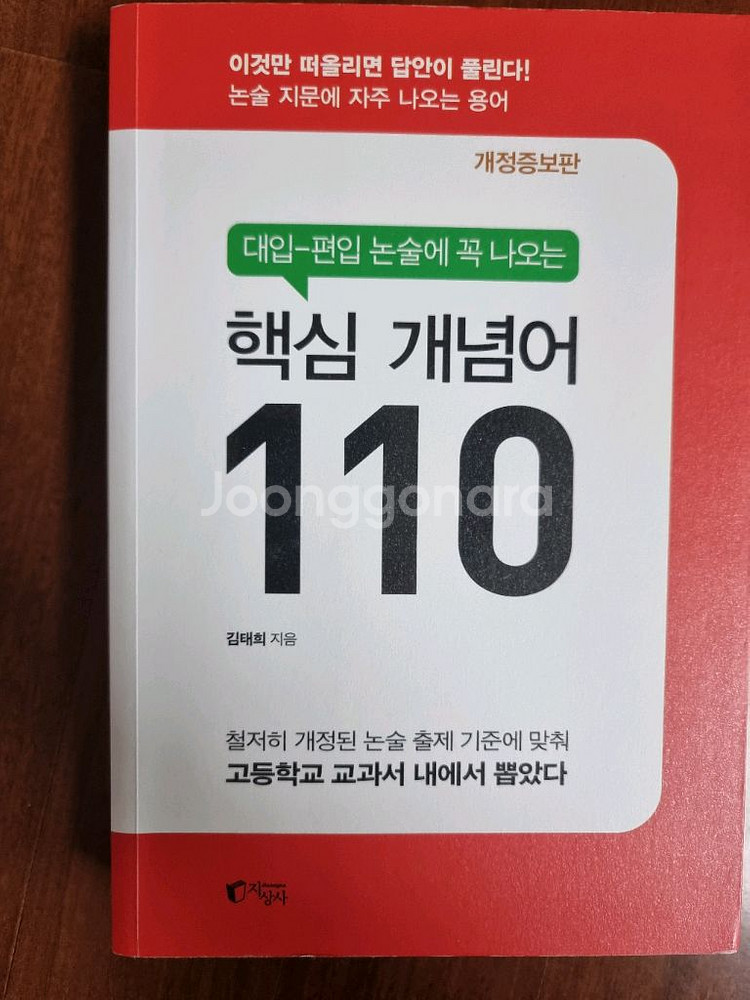 이것만 떠올리면 답안이 풀린다!
논술 지문에 자주 나오는 용어
개정증보판
대입-편입 논술에 꼭 나오는
핵심 개념어
110
Joonggonara
김태희 지음
철저히 개정된 논술 출제 기준에 맞춰
고등학교 교과서 내에서 뽑았다
지상사